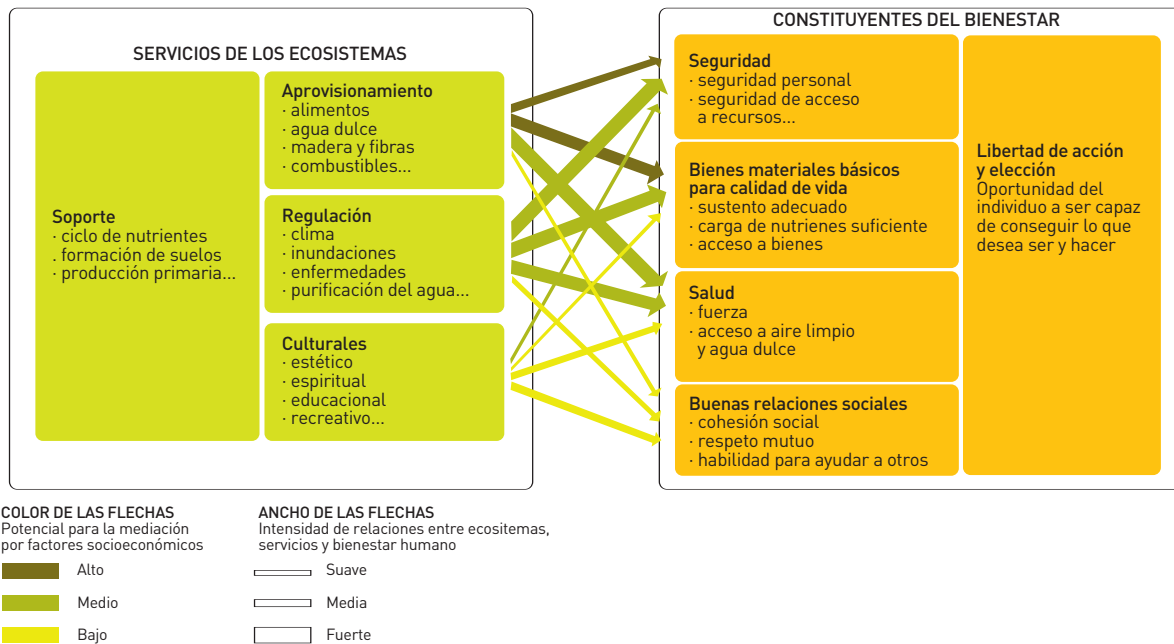 SERVICIOS DE LOS ECOSISTEMAS
Soporte
· ciclo de nutrientes
. formación de suelos
· producción primaria...
Aprovisionamiento
· alimentos
· agua dulce
· madera y fibras
· combustibles...
Regulación
· clima
· inundaciones
· enfermedades
· purificación del agua...
Culturales
· estético
· espiritual
· educacional
· recreativo...
CONSTITUYENTES DEL BIENESTAR
Seguridad
· seguridad personal
· seguridad de acceso
a recursos...
Bienes materiales básicos
para calidad de vida
· sustento adecuado
· carga de nutrienes suficiente
· acceso a bienes
Salud
· fuerza
· acceso a aire limpio
y agua dulce
Buenas relaciones sociales
· cohesión social
· respeto mutuo
· habilidad para ayudar a otros
Libertad de acción
y elección
Oportunidad del
individuo a ser capaz
de conseguir lo que
desea ser y hacer
COLOR DE LAS FLECHAS
Potencial para la mediación
por factores socioeconómicos
Alto
Medio
Bajo
ANCHO DE LAS FLECHAS
Intensidad de relaciones entre ecositemas,
servicios y bienestar humano
Suave
Media
Fuerte